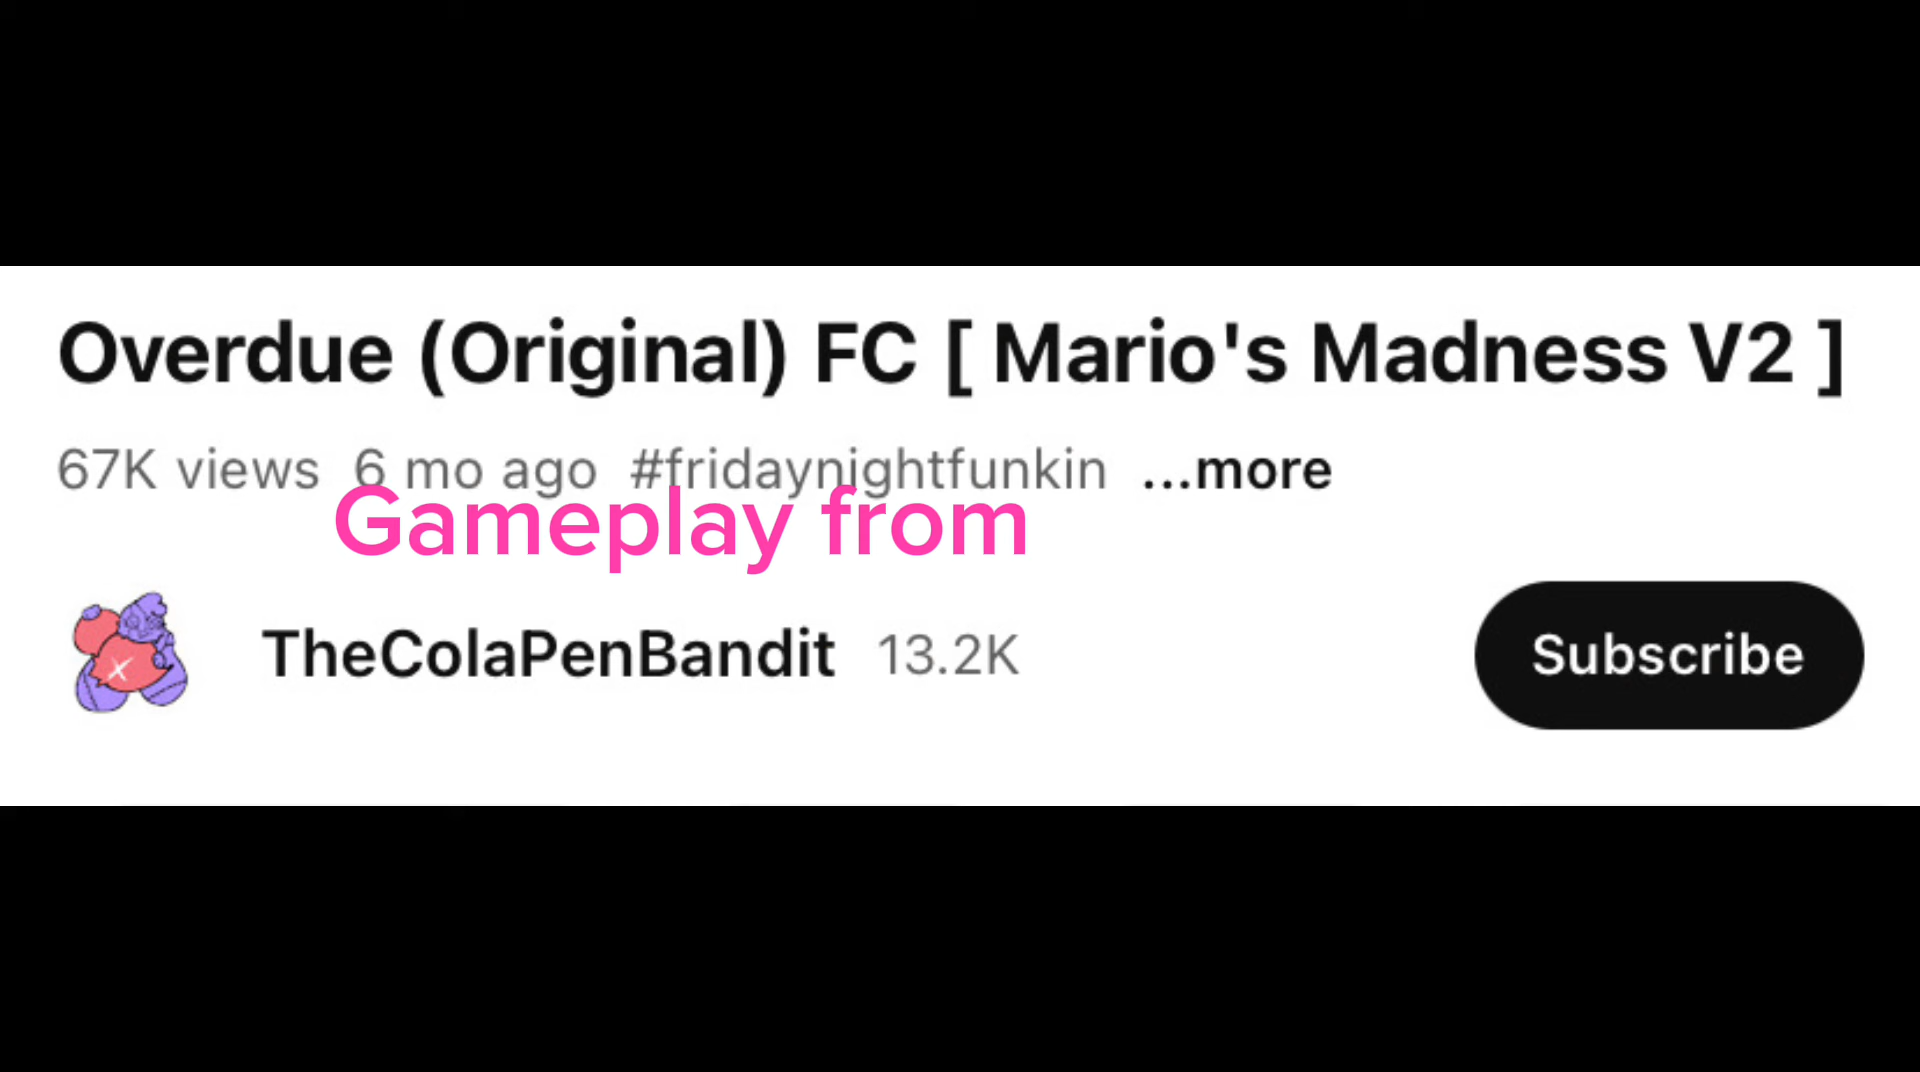 Overdue (Original) FC [ Mario's Madness V2 ]
67K views 6 mo ago #fridaynightfunkin ...more
Gameplay from
TheColaPenBandit 13.2K Subscribe